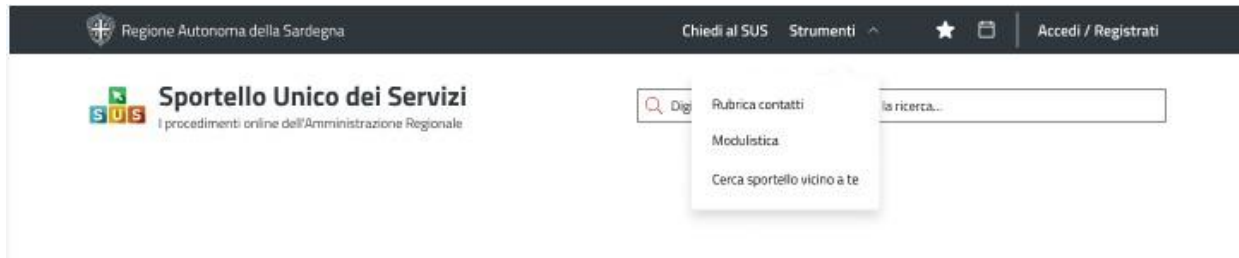 Regione Autonoma della Sardegna
Chiedi al SUS Strumenti Accedi / Registrati
SUS Sportello Unico dei Servizi
I procedimenti online dell'Amministrazione Regionale
Dig la ricerca...
Rubrica contatti
Modulistica
Cerca sportello vicino a te